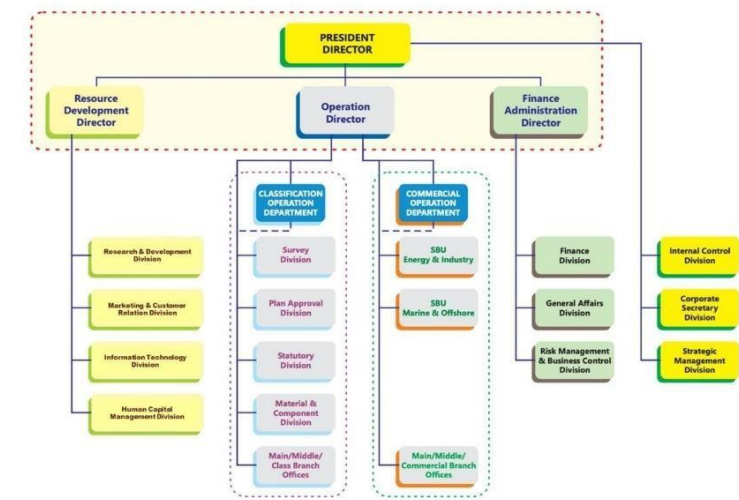 PRESIDENT
DIRECTOR
Resource
Development
Director
Operation
Director
Finance
Administration
Director
CLASSIFICATION
OPERATION
DEPARTMENT
COMMERCIAL
OPERATION
DEPARTMENT
Research & Development
Division
Survey
Division
SBU
Energy & Industry
Finance
Division
Internal Control
Division
Marketing & Customer
Relation Division
Plan Approval
Division
SBU
Marine & Offshore
General Affairs
Division
Corporate
Secretary
Division
Information Technology
Division
Statutory
Division
Risk Management
& Business Control
Division
Strategic
Management
Division
Human Capital
Management Division
Material &
Component
Division
Main/Middle/
Class Branch
Offices
Main/Middle/
Commercial Branch
Offices